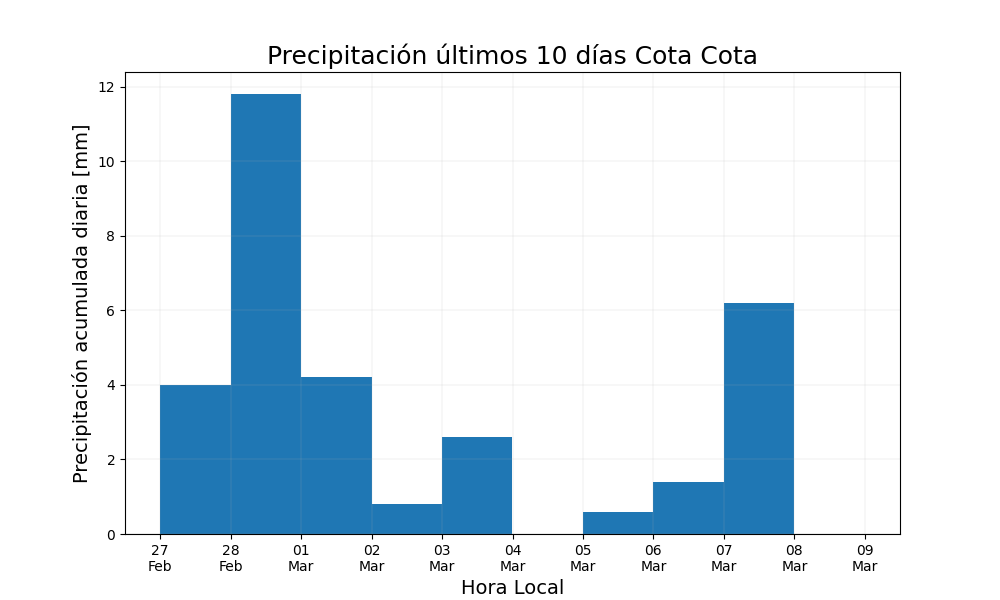 Precipitación últimos 10 días Cota Cota
Precipitación acumulada diaria [mm]
12
10
8
6
4
2
0
27 28 01 02 03 04 05 06 07 08 09
Feb Feb Mar Mar Mar Mar Mar Mar Mar Mar Mar
Hora Local